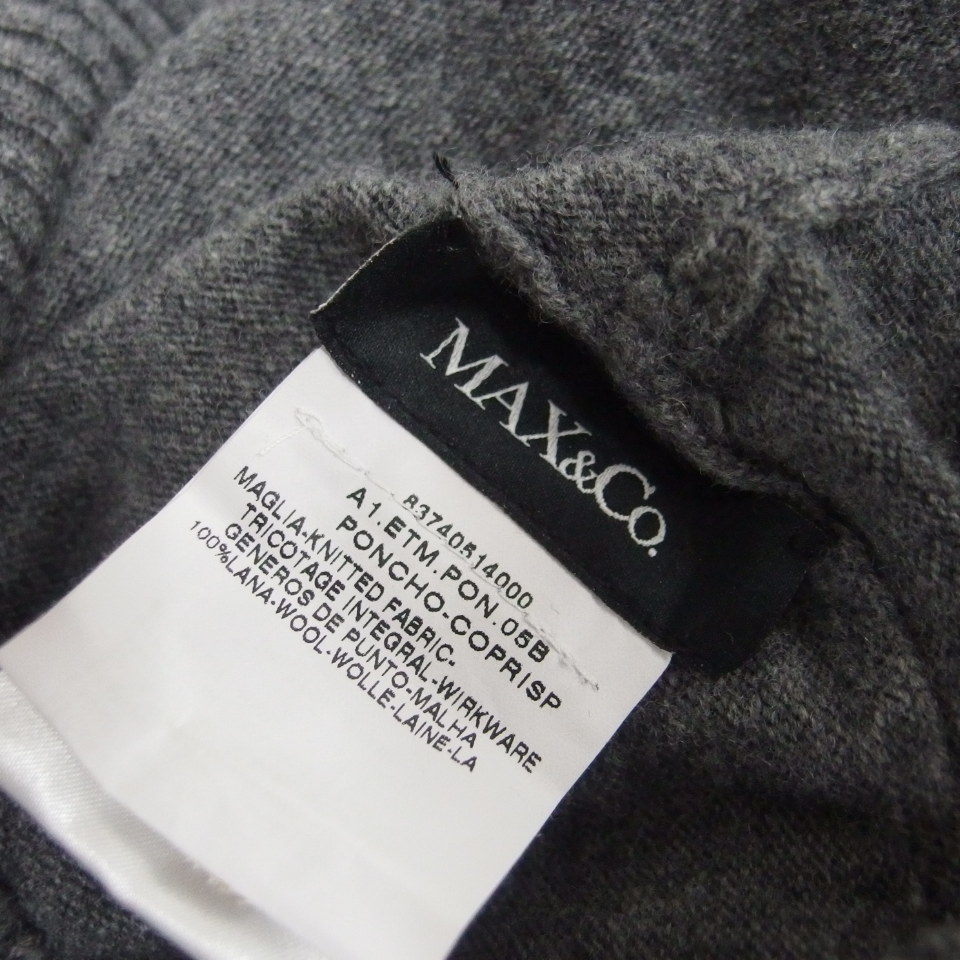 MAX&Co.
83740514000
A1.ETM.PON.05B
PONCHO-COPRISP
MAGLIA-KNITTED FABRIC-
TRICOTAGE INTEGRAL-WIRKWARE
GENEROS DE PUNTO-MALHA
100%LANA-WOOL-WOLLE-LAINE-LA